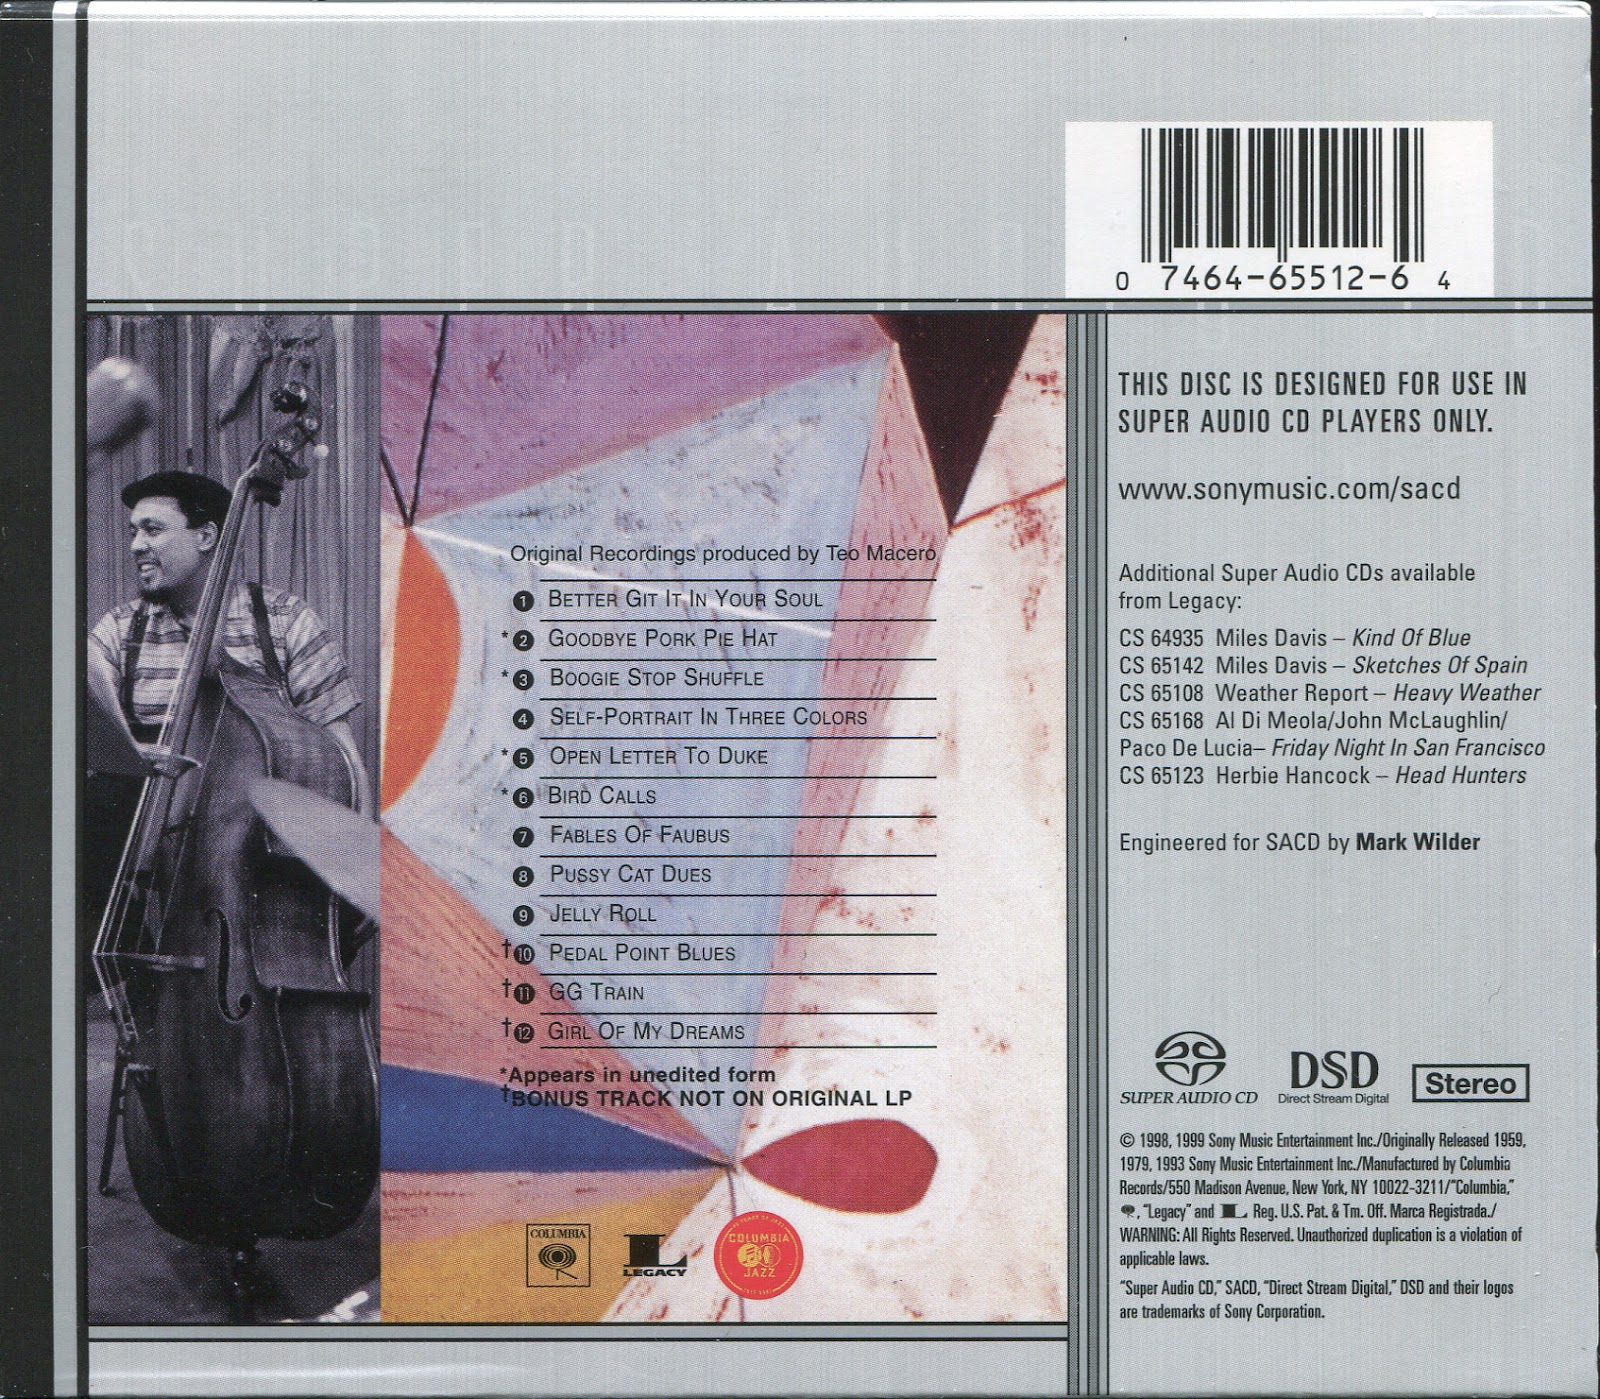 0 7464-65512-6 4
THIS DISC IS DESIGNED FOR USE IN
SUPER AUDIO CD PLAYERS ONLY.
www.sonymusic.com/sacd
Additional Super Audio CDs available
from Legacy:
CS 64935 Miles Davis – Kind Of Blue
CS 65142 Miles Davis – Sketches Of Spain
CS 65108 Weather Report – Heavy Weather
CS 65168 Al Di Meola/John McLaughlin/
Paco De Lucia– Friday Night In San Francisco
CS 65123 Herbie Hancock – Head Hunters
Engineered for SACD by Mark Wilder
Original Recordings produced by Teo Macero
1 BETTER GIT IT IN YOUR SOUL
*2 GOODBYE PORK PIE HAT
*3 BOOGIE STOP SHUFFLE
4 SELF-PORTRAIT IN THREE COLORS
*5 OPEN LETTER TO DUKE
*6 BIRD CALLS
7 FABLES OF FAUBUS
8 PUSSY CAT DUES
9 JELLY ROLL
†10 PEDAL POINT BLUES
†11 GG TRAIN
†12 GIRL OF MY DREAMS
*Appears in unedited form
†BONUS TRACK NOT ON ORIGINAL LP
COLUMBIA
L
LEGACY
COLUMBIA
JAZZ
SUPER AUDIO CD
DSD
Direct Stream Digital
Stereo
© 1998, 1999 Sony Music Entertainment Inc./Originally Released 1959,
1979, 1993 Sony Music Entertainment Inc./Manufactured by Columbia
Records/550 Madison Avenue, New York, NY 10022-3211/"Columbia,"
, "Legacy" and L Reg. U.S. Pat. & Tm. Off. Marca Registrada./
WARNING: All Rights Reserved. Unauthorized duplication is a violation of
applicable laws.
"Super Audio CD," SACD, "Direct Stream Digital," DSD and their logos
are trademarks of Sony Corporation.